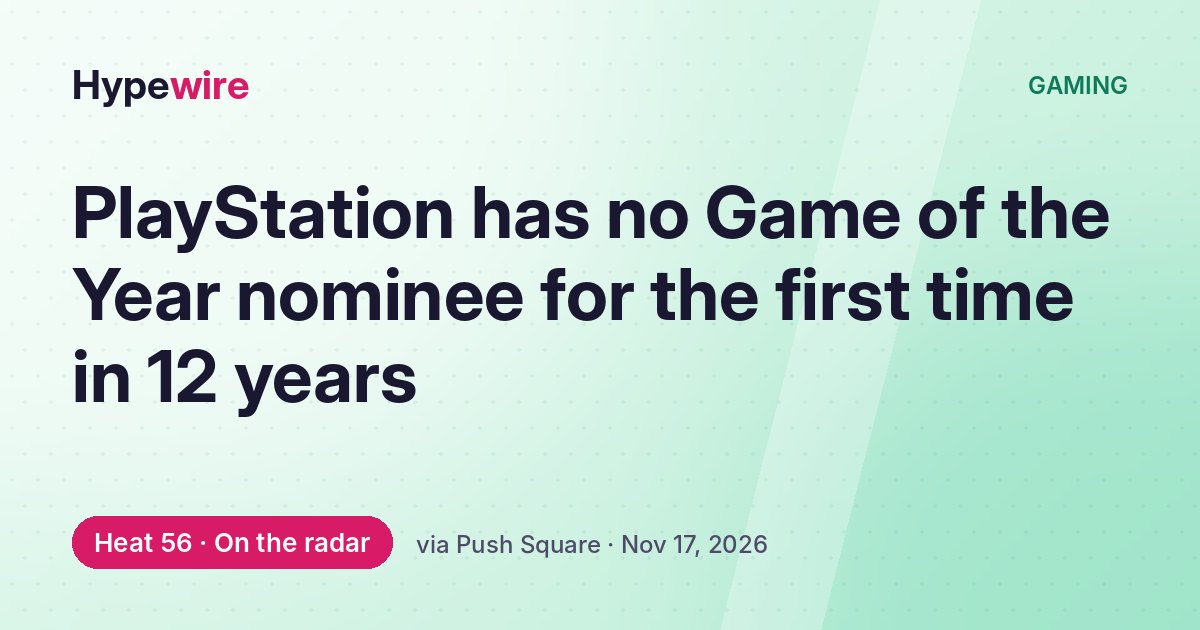 Hypewire
GAMING
PlayStation has no Game of the
Year nominee for the first time
in 12 years
Heat 56 · On the radar
via Push Square · Nov 17, 2026